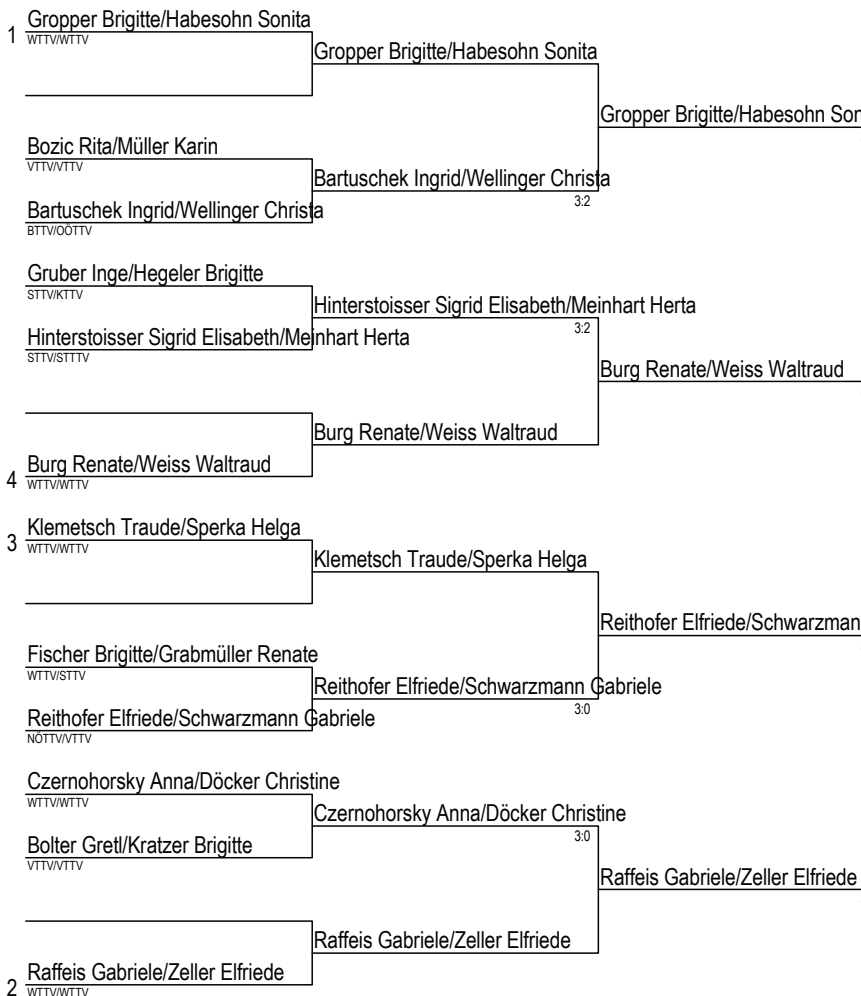 Gropper Brigitte/Habesohn Sonita
1
WTTV/WTTV
Gropper Brigitte/Habesohn Sonita
Gropper Brigitte/Habesohn Son
Bozic Rita/Müller Karin
VTTV/VTTV
Bartuschek Ingrid/Wellinger Christa
3:2
Bartuschek Ingrid/Wellinger Christa
BTTV/OÖTTV
Gruber Inge/Hegeler Brigitte
STTV/KTTV
Hinterstoisser Sigrid Elisabeth/Meinhart Herta
3:2
Hinterstoisser Sigrid Elisabeth/Meinhart Herta
STTV/STTTV
Burg Renate/Weiss Waltraud
Burg Renate/Weiss Waltraud
Burg Renate/Weiss Waltraud
4
WTTV/WTTV
Klemetsch Traude/Sperka Helga
3
WTTV/WTTV
Klemetsch Traude/Sperka Helga
Reithofer Elfriede/Schwarzman
Fischer Brigitte/Grabmüller Renate
WTTV/STTV
Reithofer Elfriede/Schwarzmann Gabriele
3:0
Reithofer Elfriede/Schwarzmann Gabriele
NÖTTV/VTTV
Czernohorsky Anna/Döcker Christine
WTTV/WTTV
Czernohorsky Anna/Döcker Christine
3:0
Bolter Gretl/Kratzer Brigitte
VTTV/VTTV
Raffeis Gabriele/Zeller Elfriede
Raffeis Gabriele/Zeller Elfriede
Raffeis Gabriele/Zeller Elfriede
2
WTTV/WTTV